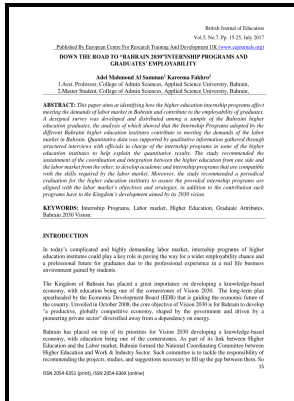 British Journal of Education
Vol.5, No.7, Pp. 15-25, July 2017
Published By European Centre For Research Training And Development UK (www.eajournals.org)
DOWN THE ROAD TO "BAHRAIN 2030"INTERNSHIP PROGRAMS AND
GRADUATES' EMPLOYABILITY
Adel Mahmoud Al Samman¹ Kareema Fakhro²
1.Asst. Professor, College of Admin Sciences, Applied Science University, Bahrain,
2.Master Student, College of Admin Sciences, Applied Science University, Bahrain,
ABSTRACT: This paper aims at identifying how the higher education internship programs affect
meeting the demands of labor market in Bahrain and contribute to the employability of graduates.
A designed survey was developed and distributed among a sample of the Bahraini higher
education graduates, the analysis of which showed that the Internship Programs adopted by the
different Bahraini higher education institutes contribute to meeting the demands of the labor
market in Bahrain. Quantitative data was supported by qualitative information gathered through
structured interviews with officials in charge of the internship programs in some of the higher
education institutes to help explain the quantitative results. The study recommended the
sustainment of the coordination and integration between the higher education from one side and
the labor market from the other, to develop academic and internship programs that are compatible
with the skills required by the labor market. Moreover, the study recommended a periodical
evaluation for the higher education institutes to assure the provided internship programs are
aligned with the labor market's objectives and strategies, in addition to the contribution such
programs have to the Kingdom's development aimed by its 2030 vision.
KEYWORDS: Internship Programs, Labor market, Higher Education, Graduate Attributes,
Bahrain 2030 Vision.
INTRODUCTION
In today's complicated and highly demanding labor market, internship programs of higher
education institutes could play a key role in paving the way for a wider employability chance and
a professional future for graduates due to the professional experience in a real life business
environment gained by students.
The Kingdom of Bahrain has placed a great importance on developing a knowledge-based
economy, with education being one of the cornerstones of Vision 2030. The long-term plan
spearheaded by the Economic Development Board (EDB) that is guiding the economic future of
the country. Unveiled in October 2008, the core objective of Vision 2030 is for Bahrain to develop
"a productive, globally competitive economy, shaped by the government and driven by a
pioneering private sector" diversified away from a dependency on energy.
Bahrain has placed on top of its priorities for Vision 2030 developing a knowledge-based
economy, with education being one of the cornerstones. As part of its link between Higher
Education and the Labor market, Bahrain formed the National Coordinating Committee between
Higher Education and Work & Industry Sector. Such committee is to tackle the responsibility of
recommending the projects, studies, and suggestions necessary to fill up the gap between them. So
15
ISSN 2054-6351 (print), ISSN 2054-636X (online)